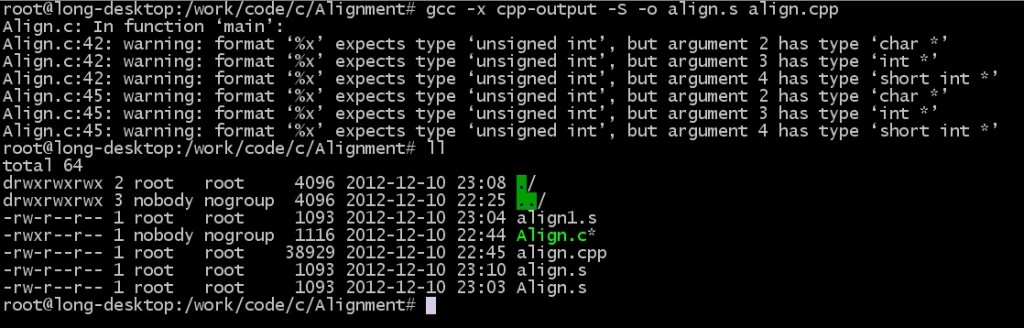 root@long-desktop:/work/code/c/Alignment# gcc -x cpp-output -S -o align.s align.cpp
Align.c: In function ‘main’:
Align.c:42: warning: format ‘%x’ expects type ‘unsigned int’, but argument 2 has type ‘char *’
Align.c:42: warning: format ‘%x’ expects type ‘unsigned int’, but argument 3 has type ‘int *’
Align.c:42: warning: format ‘%x’ expects type ‘unsigned int’, but argument 4 has type ‘short int *’
Align.c:45: warning: format ‘%x’ expects type ‘unsigned int’, but argument 2 has type ‘char *’
Align.c:45: warning: format ‘%x’ expects type ‘unsigned int’, but argument 3 has type ‘int *’
Align.c:45: warning: format ‘%x’ expects type ‘unsigned int’, but argument 4 has type ‘short int *’
root@long-desktop:/work/code/c/Alignment# ll
total 64
drwxrwxrwx 2 root   root     4096 2012-12-10 23:08 ./
drwxrwxrwx 3 nobody nogroup  4096 2012-12-10 22:25 ../
-rw-r--r-- 1 root   root     1093 2012-12-10 23:04 align1.s
-rwxr--r-- 1 nobody nogroup  1116 2012-12-10 22:44 Align.c*
-rw-r--r-- 1 root   root    38929 2012-12-10 22:45 align.cpp
-rw-r--r-- 1 root   root     1093 2012-12-10 23:10 align.s
-rw-r--r-- 1 root   root     1093 2012-12-10 23:03 Align.s
root@long-desktop:/work/code/c/Alignment#